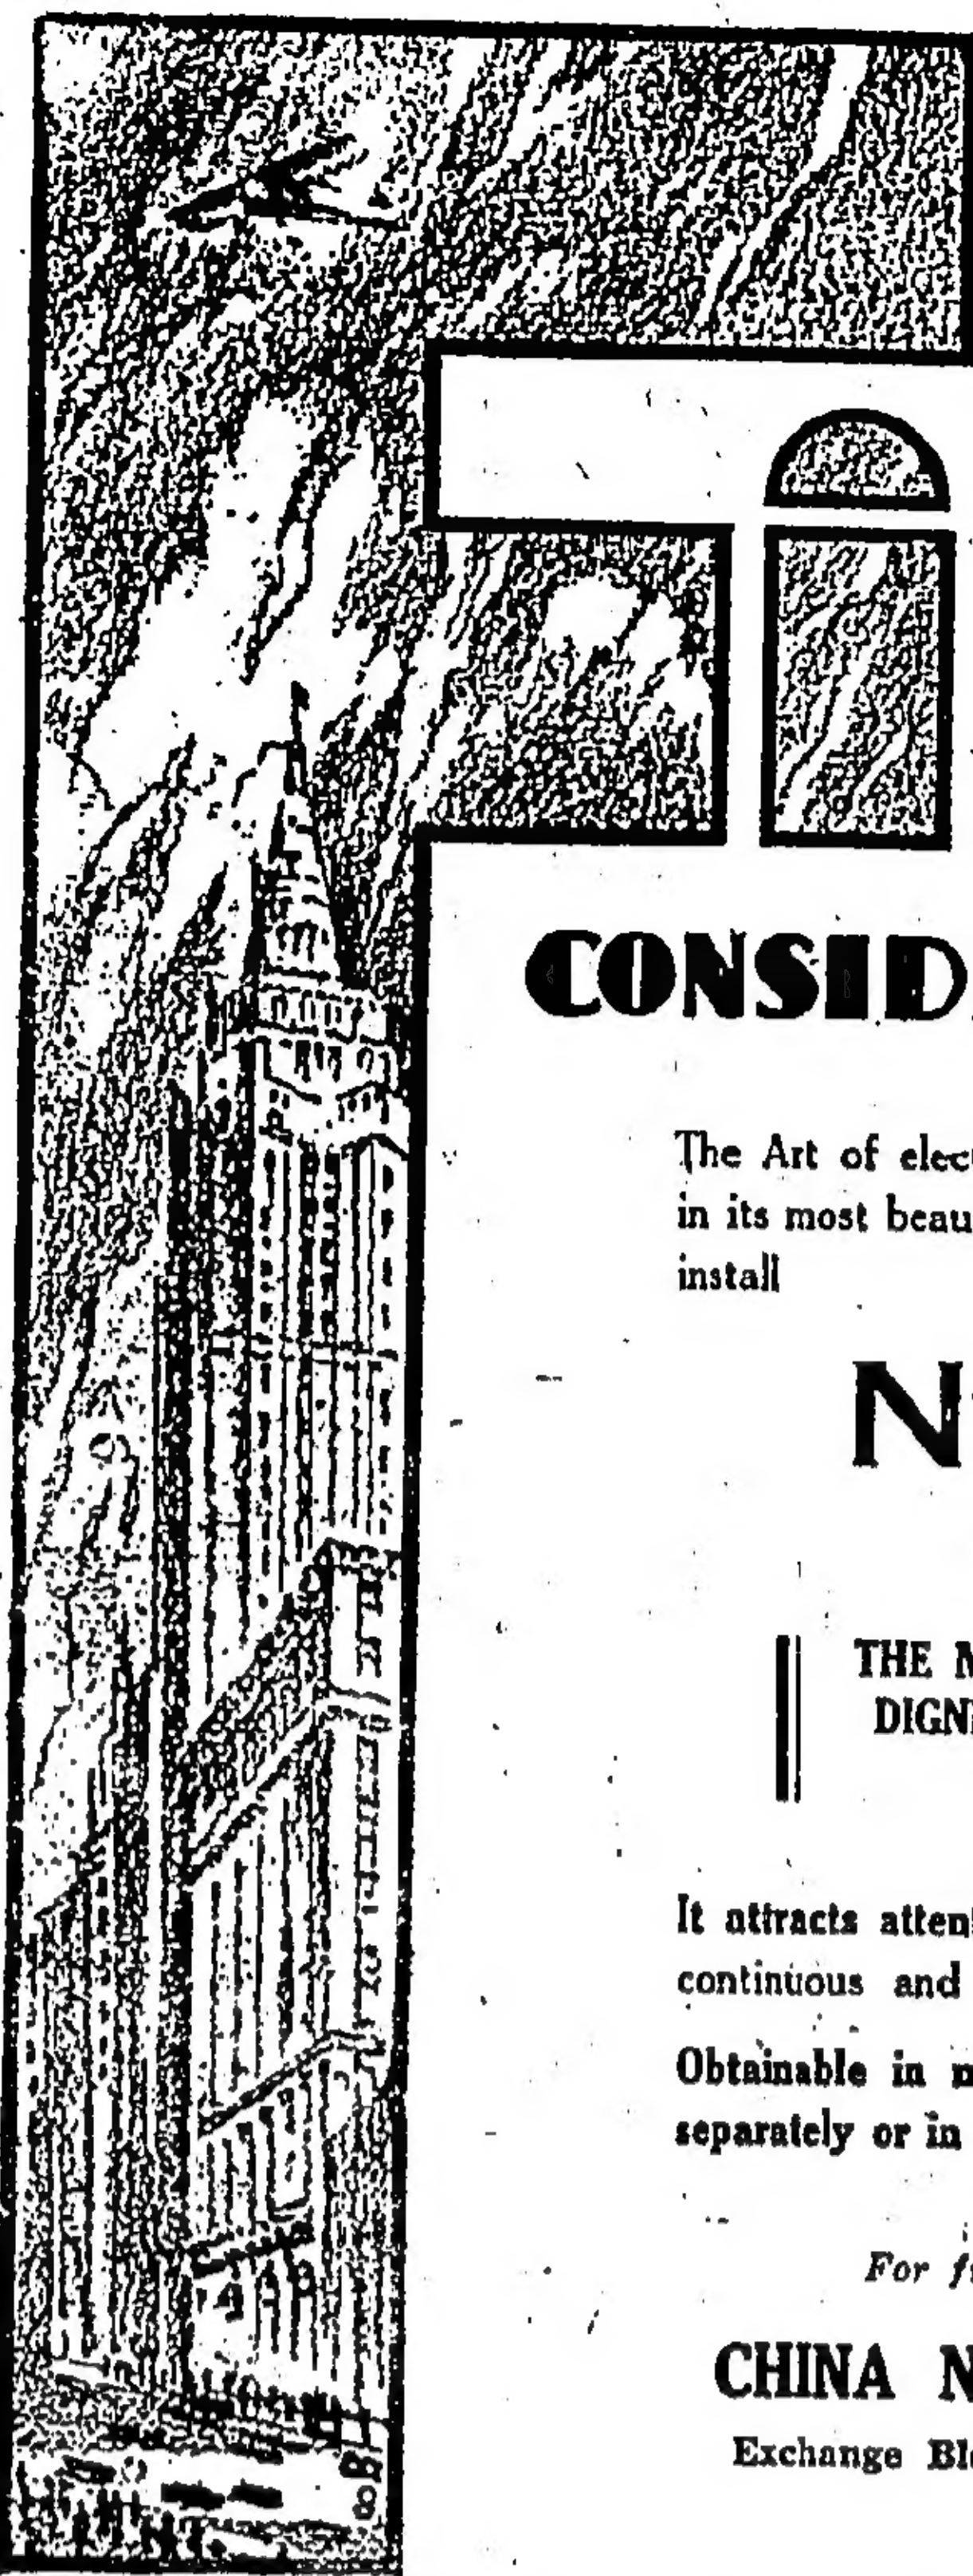 CONSID
The Art of elec
in its most beau
install
N
THE M
DIGN
It attracts atten
continuous and
Obtainable in
separately or in
For
CHINA N
Exchange